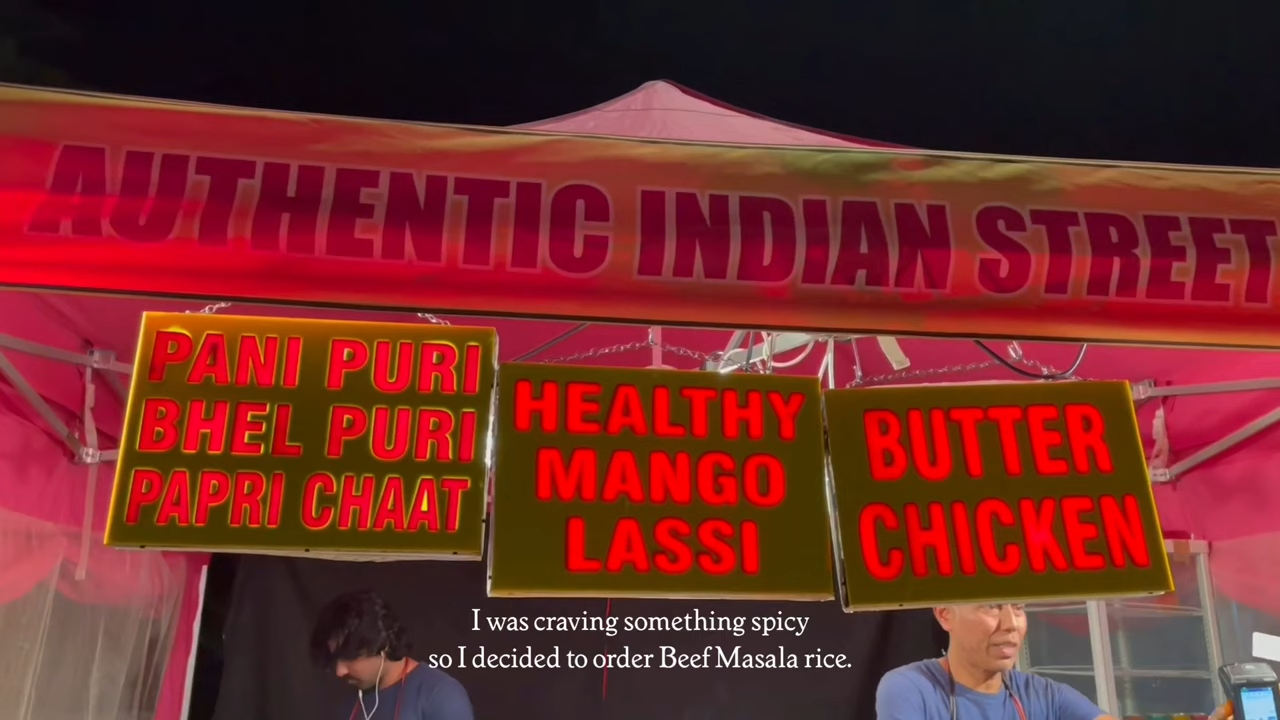 AUTHENTIC INDIAN STREET
PANI PURI
BHEL PURI
PAPRI CHAAT
HEALTHY
MANGO
LASSI
BUTTER
CHICKEN
I was craving something spicy
so I decided to order Beef Masala rice.